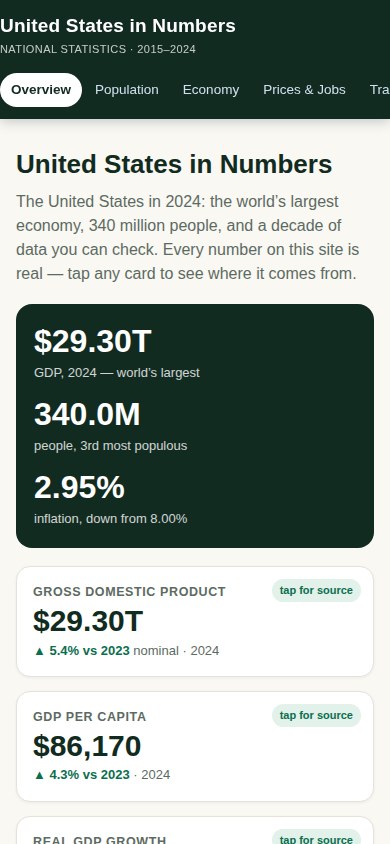 United States in Numbers
NATIONAL STATISTICS · 2015–2024
Overview Population Economy Prices & Jobs
United States in Numbers
The United States in 2024: the world’s largest
economy, 340 million people, and a decade of
data you can check. Every number on this site is
real — tap any card to see where it comes from.
$29.30T
GDP, 2024 — world’s largest
340.0M
people, 3rd most populous
2.95%
inflation, down from 8.00%
GROSS DOMESTIC PRODUCT tap for source
$29.30T
▲ 5.4% vs 2023 nominal · 2024
GDP PER CAPITA tap for source
$86,170
▲ 4.3% vs 2023 · 2024
REAL GDP GROWTH tap for source